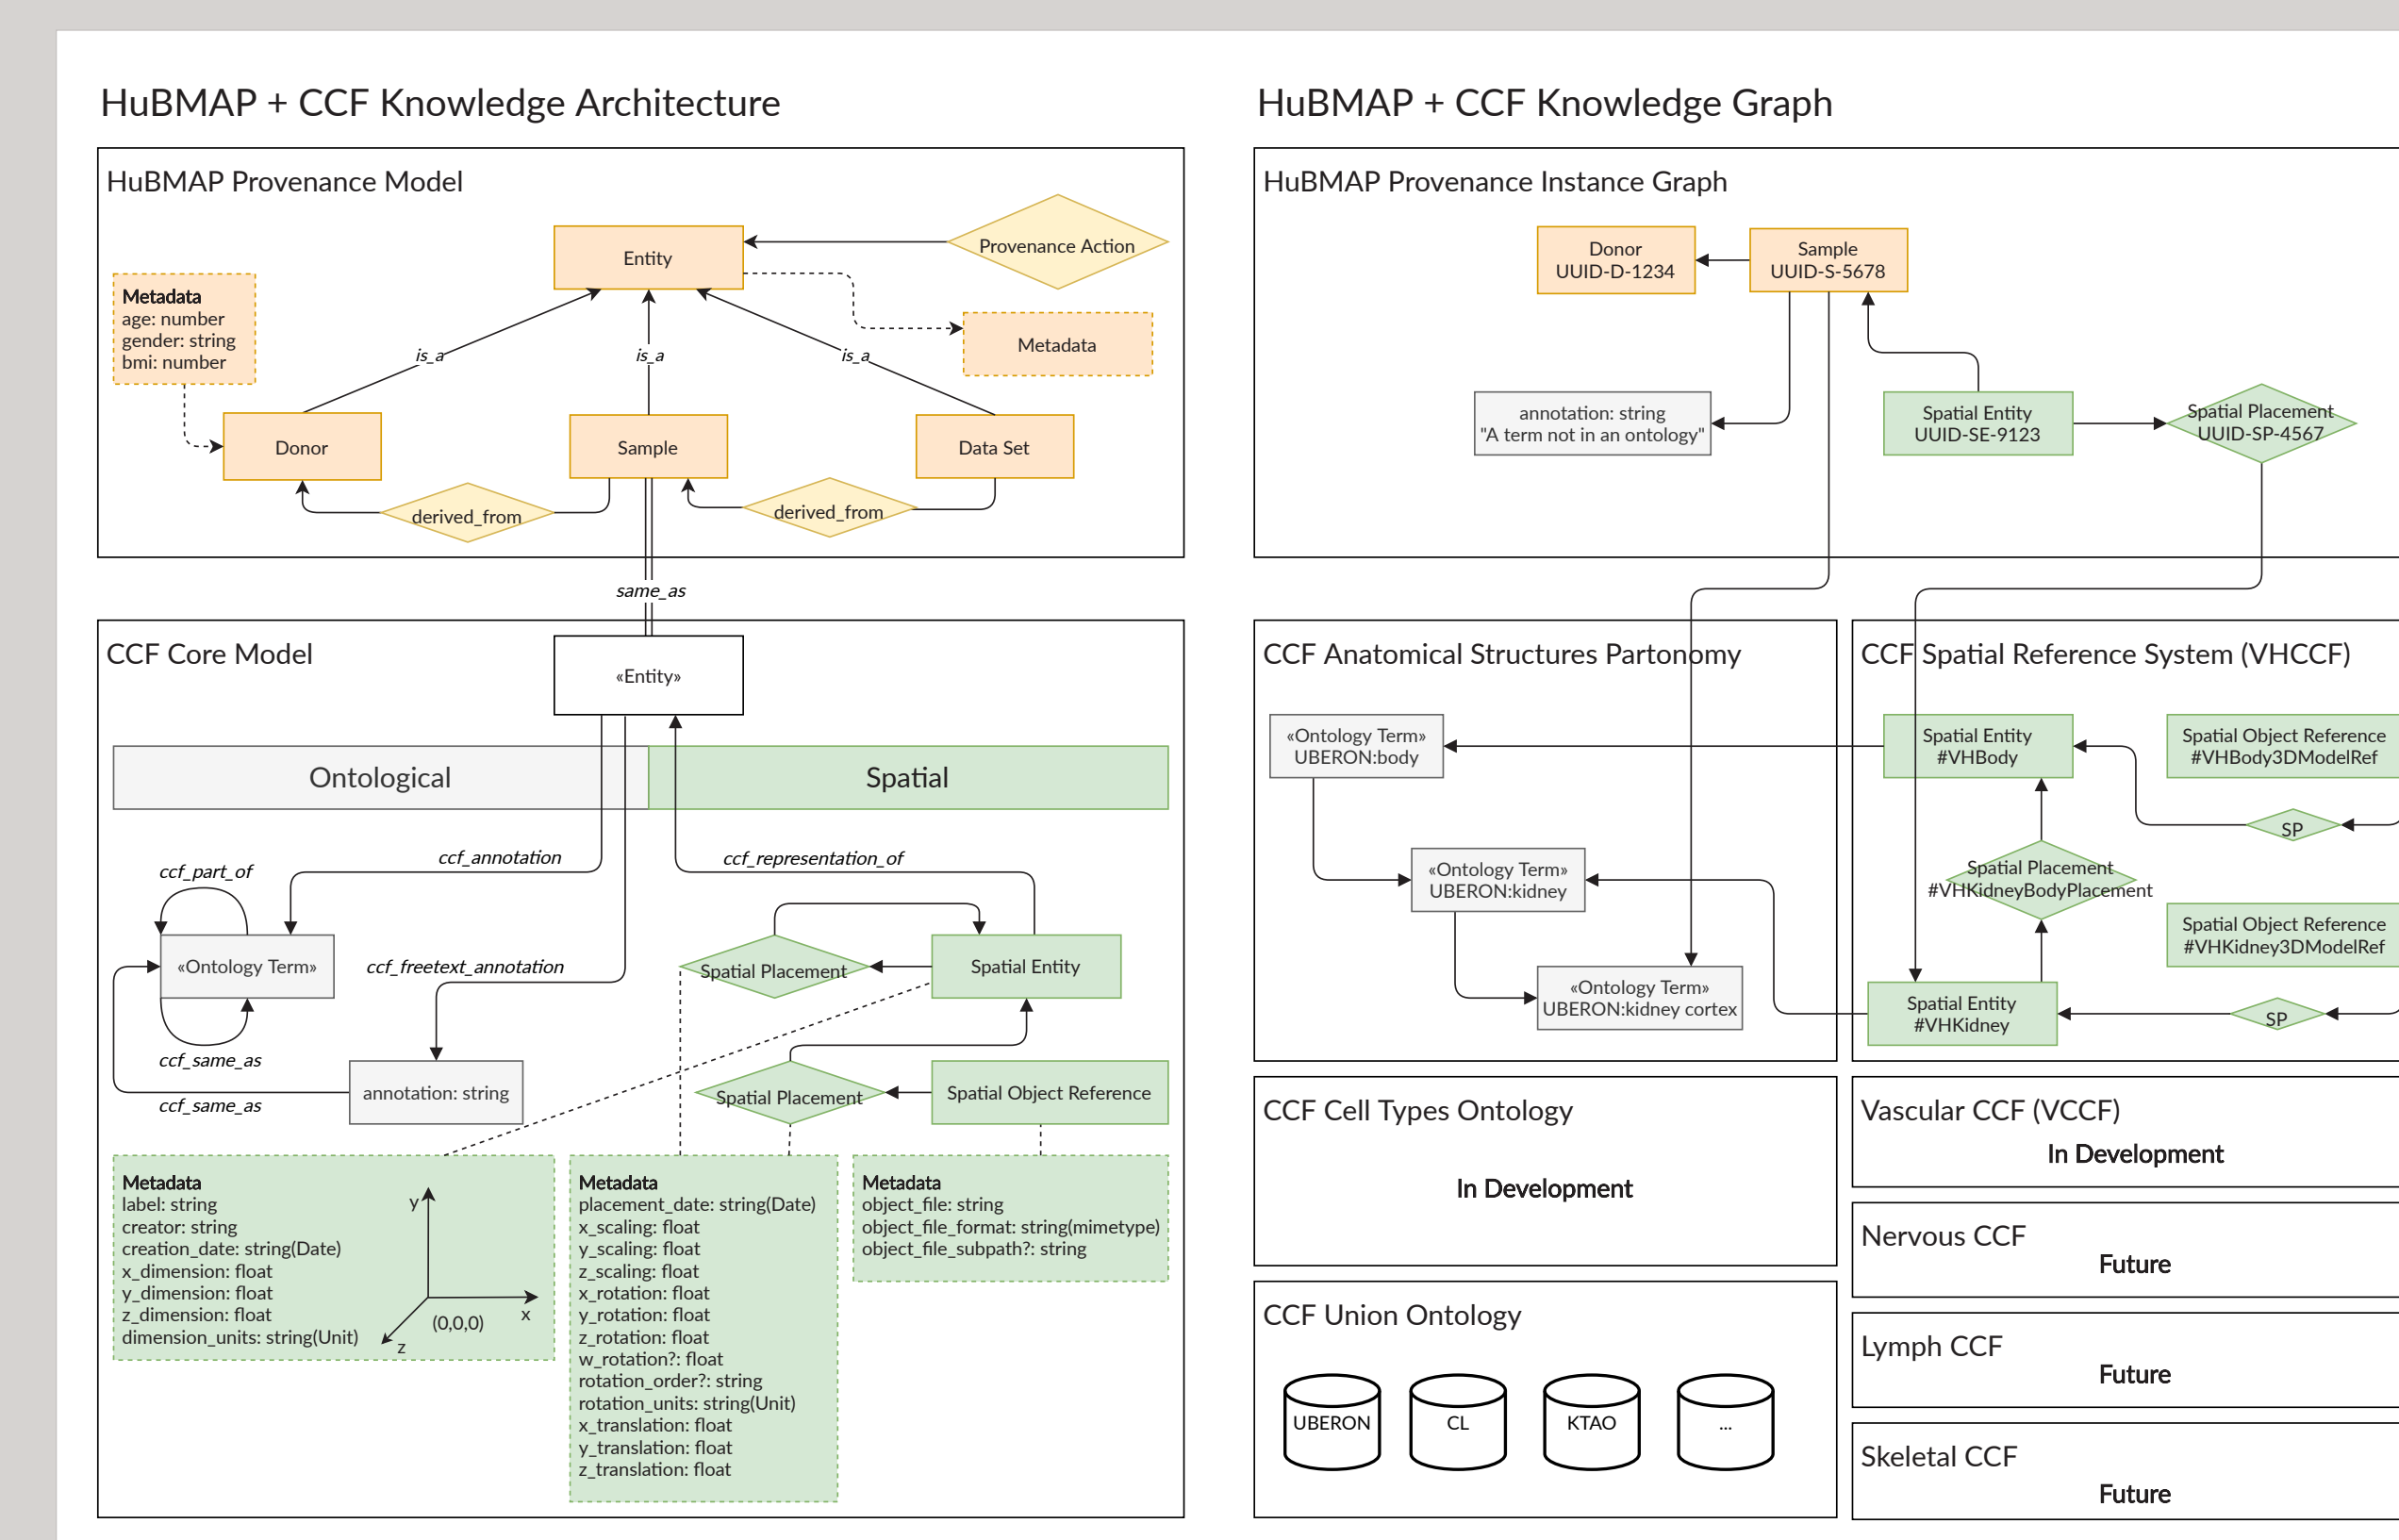 HuBMAP + CCF Knowledge Architecture
HuBMAP Provenance Model
Entity
Provenance Action
Metadata
age: number
gender: string
bmi: number
Metadata
is_a
is_a
is_a
Donor
Sample
Data Set
derived_from
derived_from
same_as
CCF Core Model
«Entity»
Ontological
Spatial
ccf_annotation
ccf_representation_of
ccf_part_of
«Ontology Term»
ccf_freetext_annotation
Spatial Placement
Spatial Entity
ccf_same_as
annotation: string
ccf_same_as
Spatial Placement
Spatial Object Reference
Metadata
label: string
creator: string
creation_date: string(Date)
x_dimension: float
y_dimension: float
z_dimension: float
dimension_units: string(Unit)
y
x
z
(0,0,0)
Metadata
placement_date: string(Date)
x_scaling: float
y_scaling: float
z_scaling: float
x_rotation: float
y_rotation: float
z_rotation: float
w_rotation?: float
rotation_order?: string
rotation_units: string(Unit)
x_translation: float
y_translation: float
z_translation: float
Metadata
object_file: string
object_file_format: string(mimetype)
object_file_subpath?: string
HuBMAP + CCF Knowledge Graph
HuBMAP Provenance Instance Graph
Donor
UUID-D-1234
Sample
UUID-S-5678
annotation: string
"A term not in an ontology"
Spatial Entity
UUID-SE-9123
Spatial Placement
UUID-SP-4567
CCF Anatomical Structures Partonomy
«Ontology Term»
UBERON:body
«Ontology Term»
UBERON:kidney
«Ontology Term»
UBERON:kidney cortex
CCF Spatial Reference System (VHCCF)
Spatial Entity
#VHBody
Spatial Object Reference
#VHBody3DModelRef
SP
Spatial Placement
#VHKidneyBodyPlacement
Spatial Object Reference
#VHKidney3DModelRef
Spatial Entity
#VHKidney
SP
CCF Cell Types Ontology
In Development
CCF Union Ontology
UBERON
CL
KTAO
...
Vascular CCF (VCCF)
In Development
Nervous CCF
Future
Lymph CCF
Future
Skeletal CCF
Future